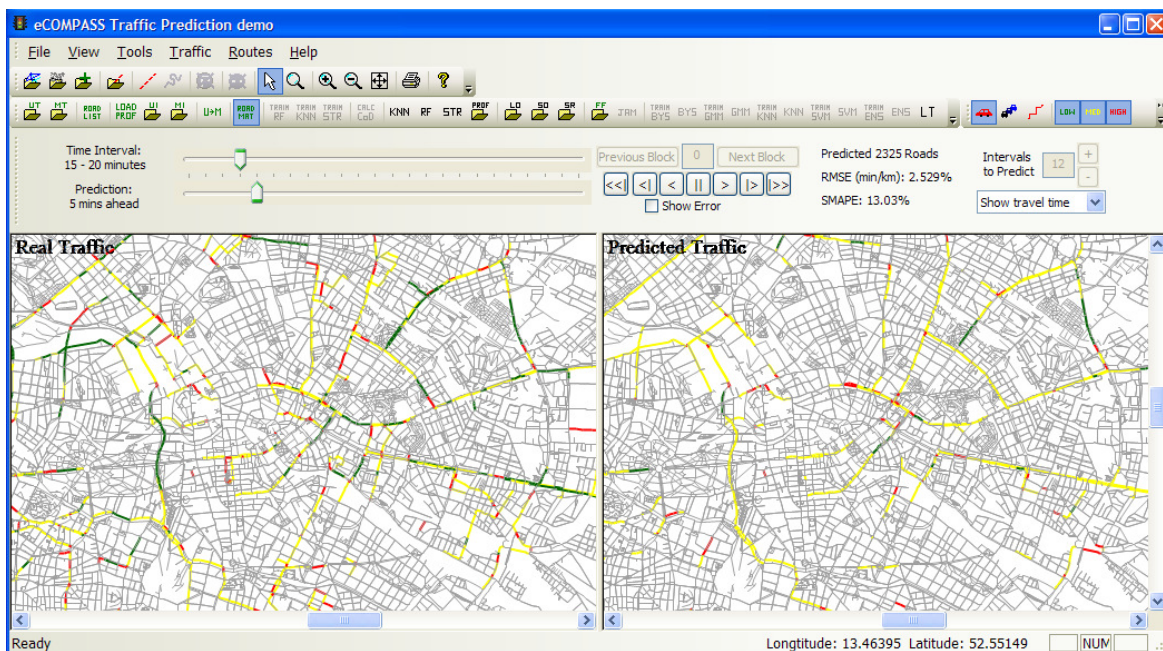 eCOMPASS Traffic Prediction demo
File View Tools Traffic Routes Help
UT MT ROAD LIST LOAD PROF UI MI U→M ROAD MAT TRAIN RF TRAIN KNN TRAIN STR CALC CoD KNN RF STR PROF LO SO SR FF JAM TRAIN BYS BYS TRAIN GMM GMM TRAIN KNN KNN TRAIN SVM SVM TRAIN ENS ENS LT LOW MED HIGH
Time Interval:
15 - 20 minutes
Prediction:
5 mins ahead
Previous Block 0 Next Block
<<| <| < || > |> |>>
Show Error
Predicted 2325 Roads
RMSE (min/km): 2.529%
SMAPE: 13.03%
Intervals
to Predict 12 + -
Show travel time
Real Traffic
Predicted Traffic
Ready
Longtitude: 13.46395 Latitude: 52.55149 NUM